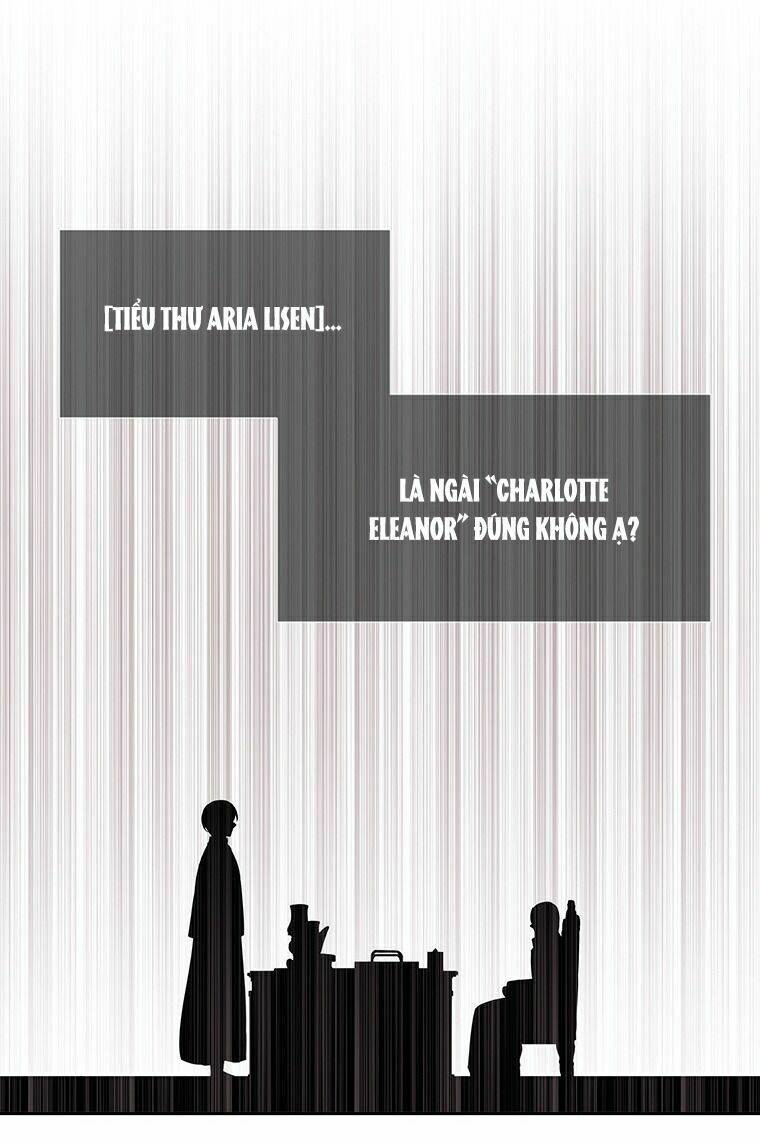 [TIỂU THƯ ARIA LISEN]...
LÀ NGÀI “CHARLOTTE
ELEANOR” ĐÚNG KHÔNG Ạ?